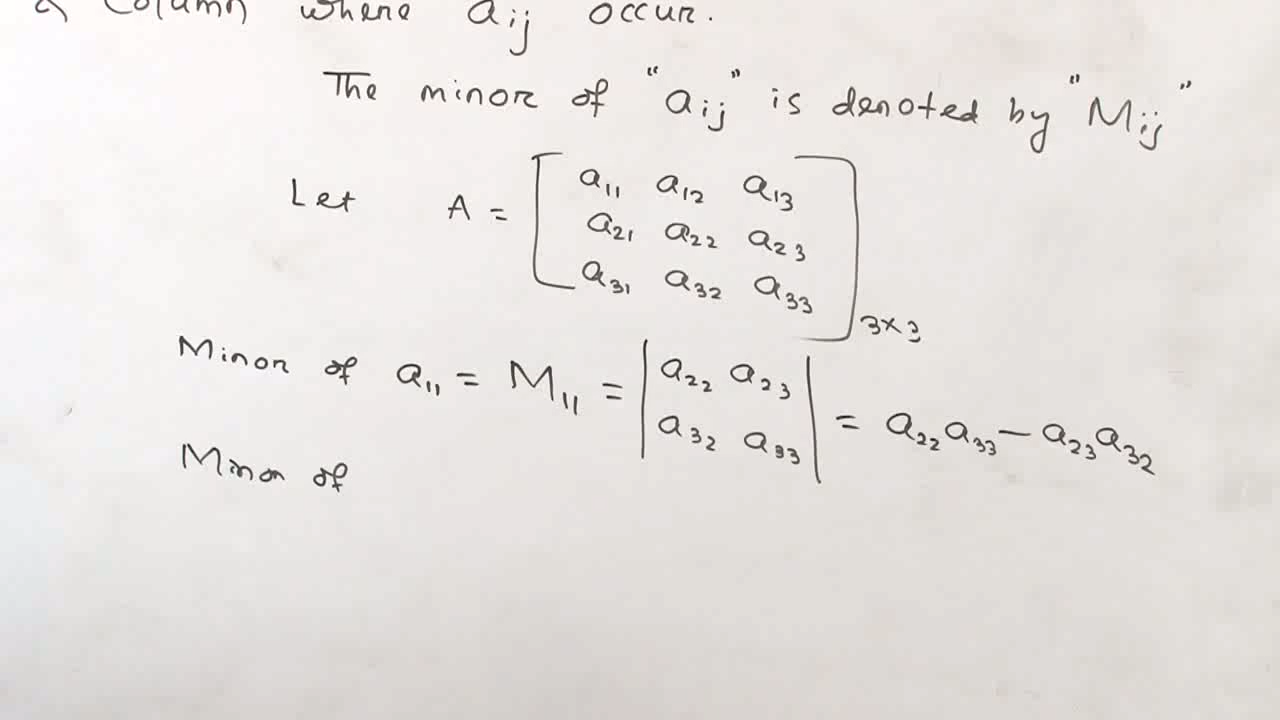 & Column where aij occur.
The minor of "aij" is denoted by "Mij"
Let A = [a11 a12 a13
a21 a22 a23
a31 a32 a33]3×3
Minor of a11 = M11 = |a22 a23
a32 a33| = a22a33 - a23a32
Minor of